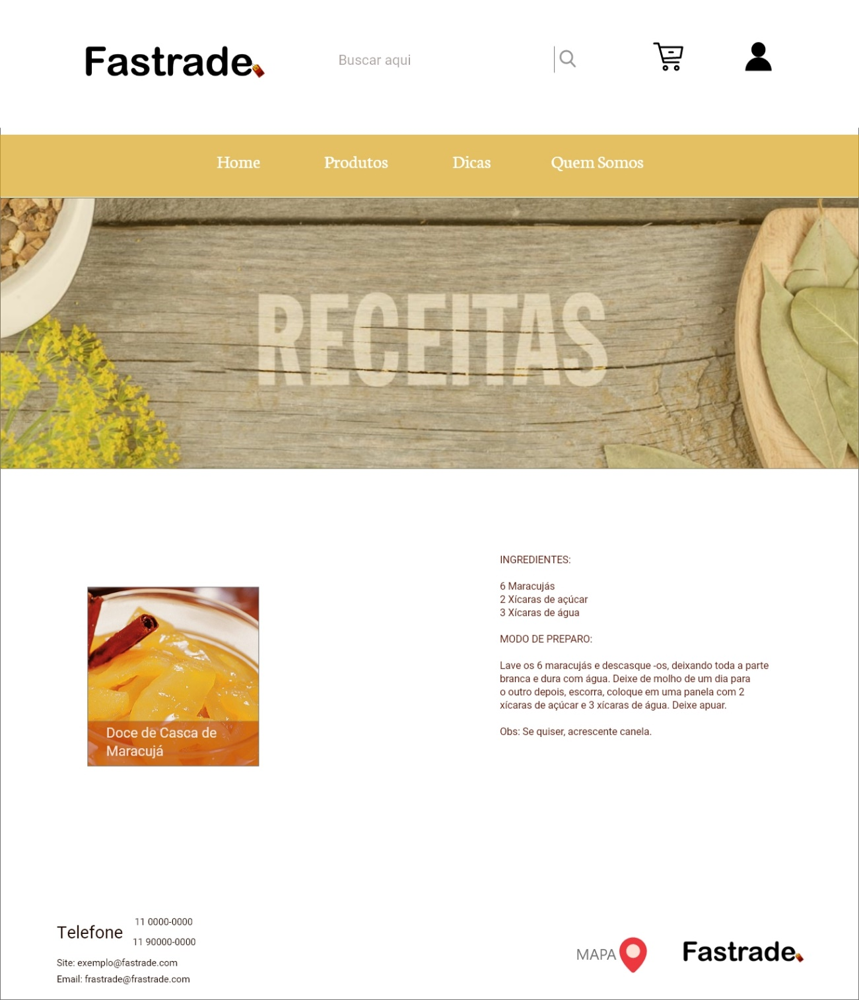 Fastrade
Buscar aqui
Home Produtos Dicas Quem Somos
RECEITAS
INGREDIENTES:
6 Maracujás
2 Xícaras de açúcar
3 Xícaras de água
MODO DE PREPARO:
Lave os 6 maracujás e descasque -os, deixando toda a parte
branca e dura com água. Deixe de molho de um dia para
o outro depois, escorra, coloque em uma panela com 2
xícaras de açúcar e 3 xícaras de água. Deixe apuar.
Obs: Se quiser, acrescente canela.
Doce de Casca de
Maracujá
Telefone
11 0000-0000
11 90000-0000
Site: exemplo@fastrade.com
Email: frastrade@frastrade.com
MAPA
Fastrade